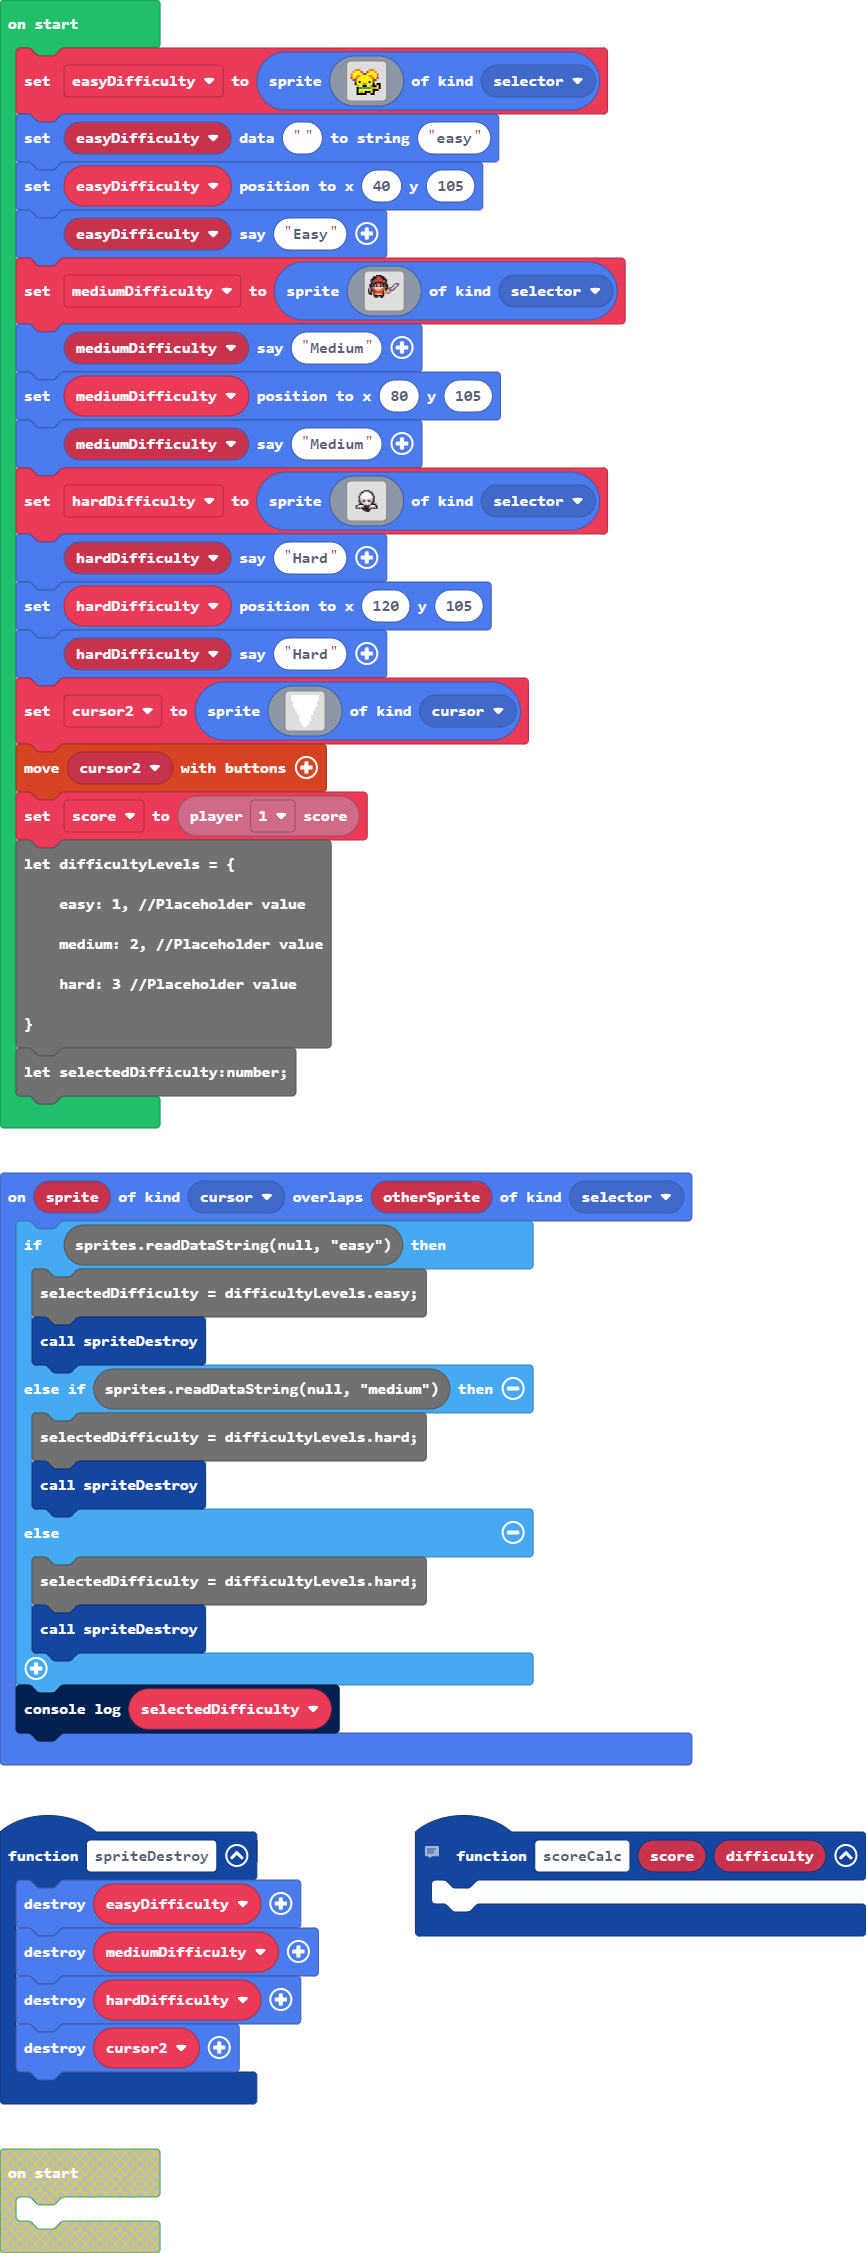 on start
set easyDifficulty to sprite of kind selector
set easyDifficulty data "" to string "easy"
set easyDifficulty position to x 40 y 105
easyDifficulty say "Easy"
set mediumDifficulty to sprite of kind selector
mediumDifficulty say "Medium"
set mediumDifficulty position to x 80 y 105
mediumDifficulty say "Medium"
set hardDifficulty to sprite of kind selector
hardDifficulty say "Hard"
set hardDifficulty position to x 120 y 105
hardDifficulty say "Hard"
set cursor2 to sprite of kind cursor
move cursor2 with buttons
set score to player 1 score
let difficultyLevels = {
easy: 1, //Placeholder value
medium: 2, //Placeholder value
hard: 3 //Placeholder value
}
let selectedDifficulty:number;
on sprite of kind cursor overlaps otherSprite of kind selector
if sprites.readDataString(null, "easy") then
selectedDifficulty = difficultyLevels.easy;
call spriteDestroy
else if sprites.readDataString(null, "medium") then
selectedDifficulty = difficultyLevels.hard;
call spriteDestroy
else
selectedDifficulty = difficultyLevels.hard;
call spriteDestroy
console log selectedDifficulty
function spriteDestroy
destroy easyDifficulty
destroy mediumDifficulty
destroy hardDifficulty
destroy cursor2
function scoreCalc score difficulty
on start